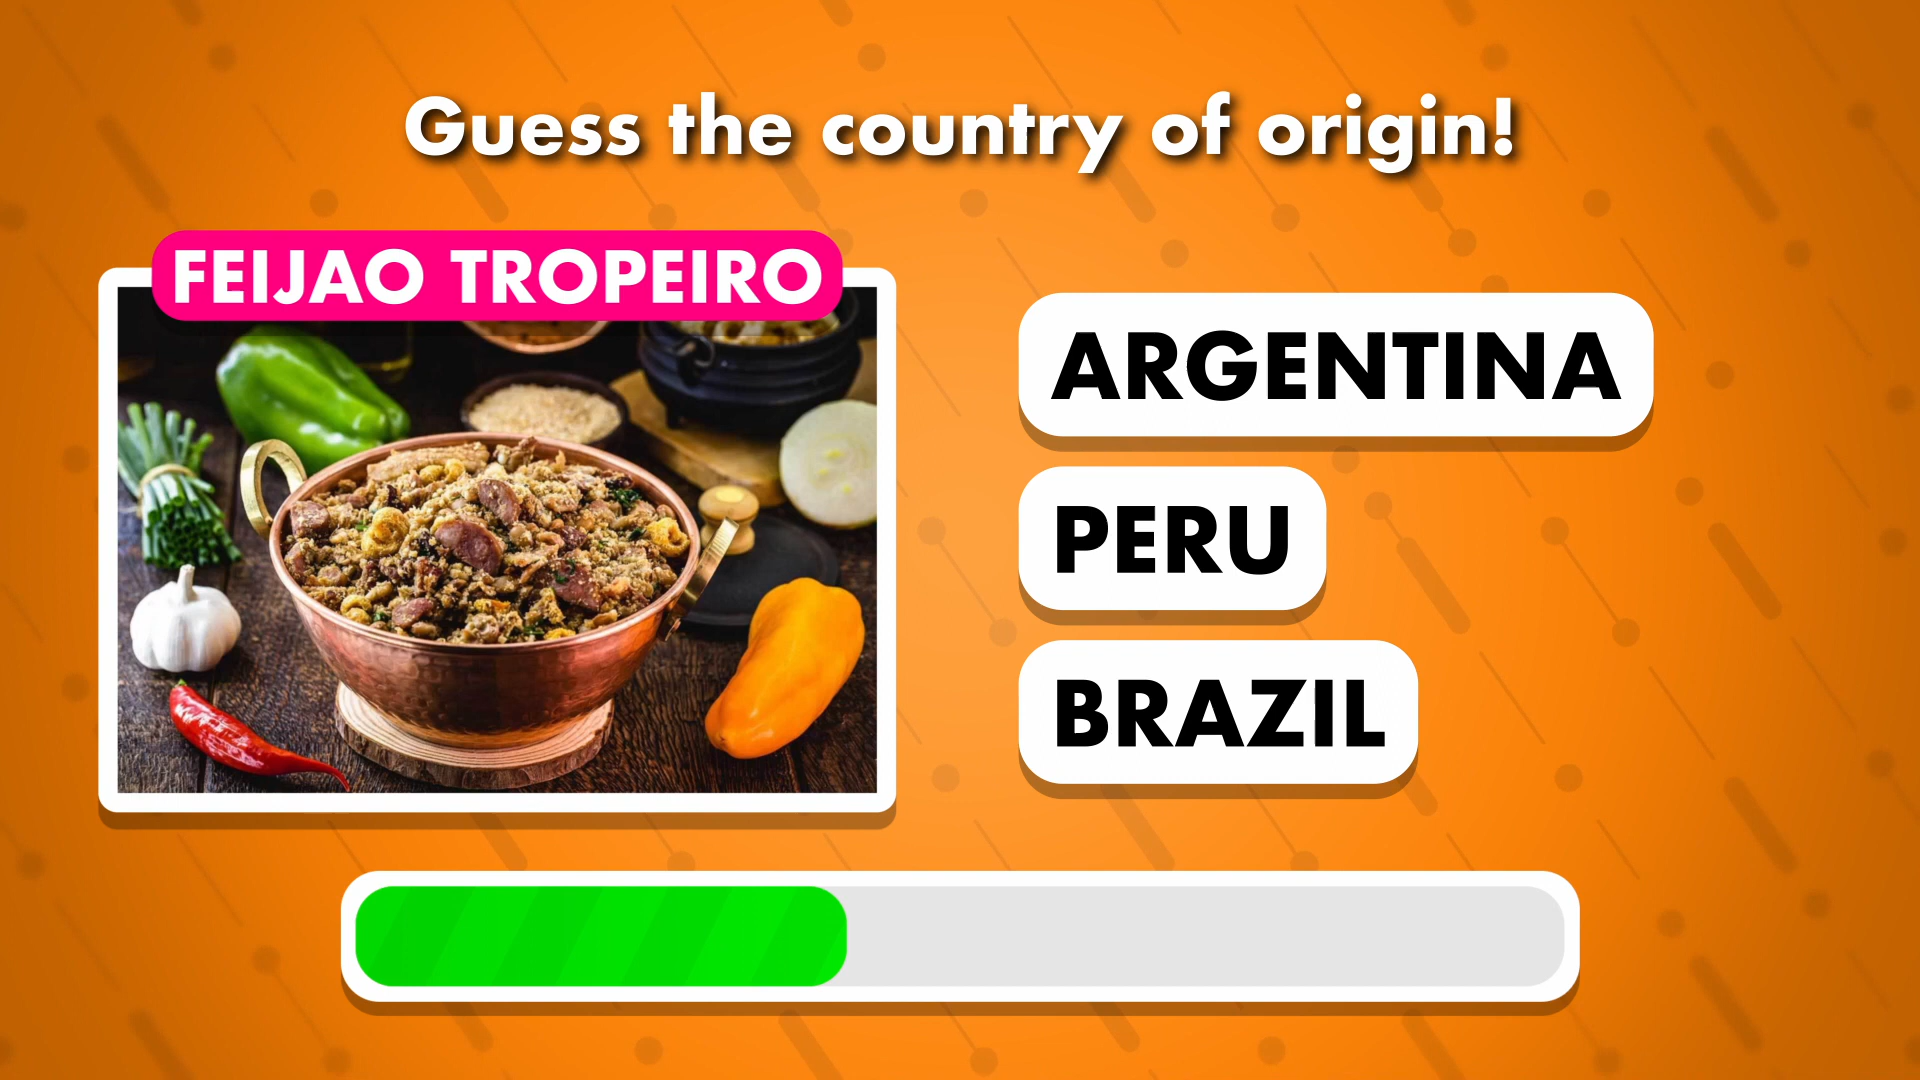 Guess the country of origin!
FEIJAO TROPEIRO
ARGENTINA
PERU
BRAZIL